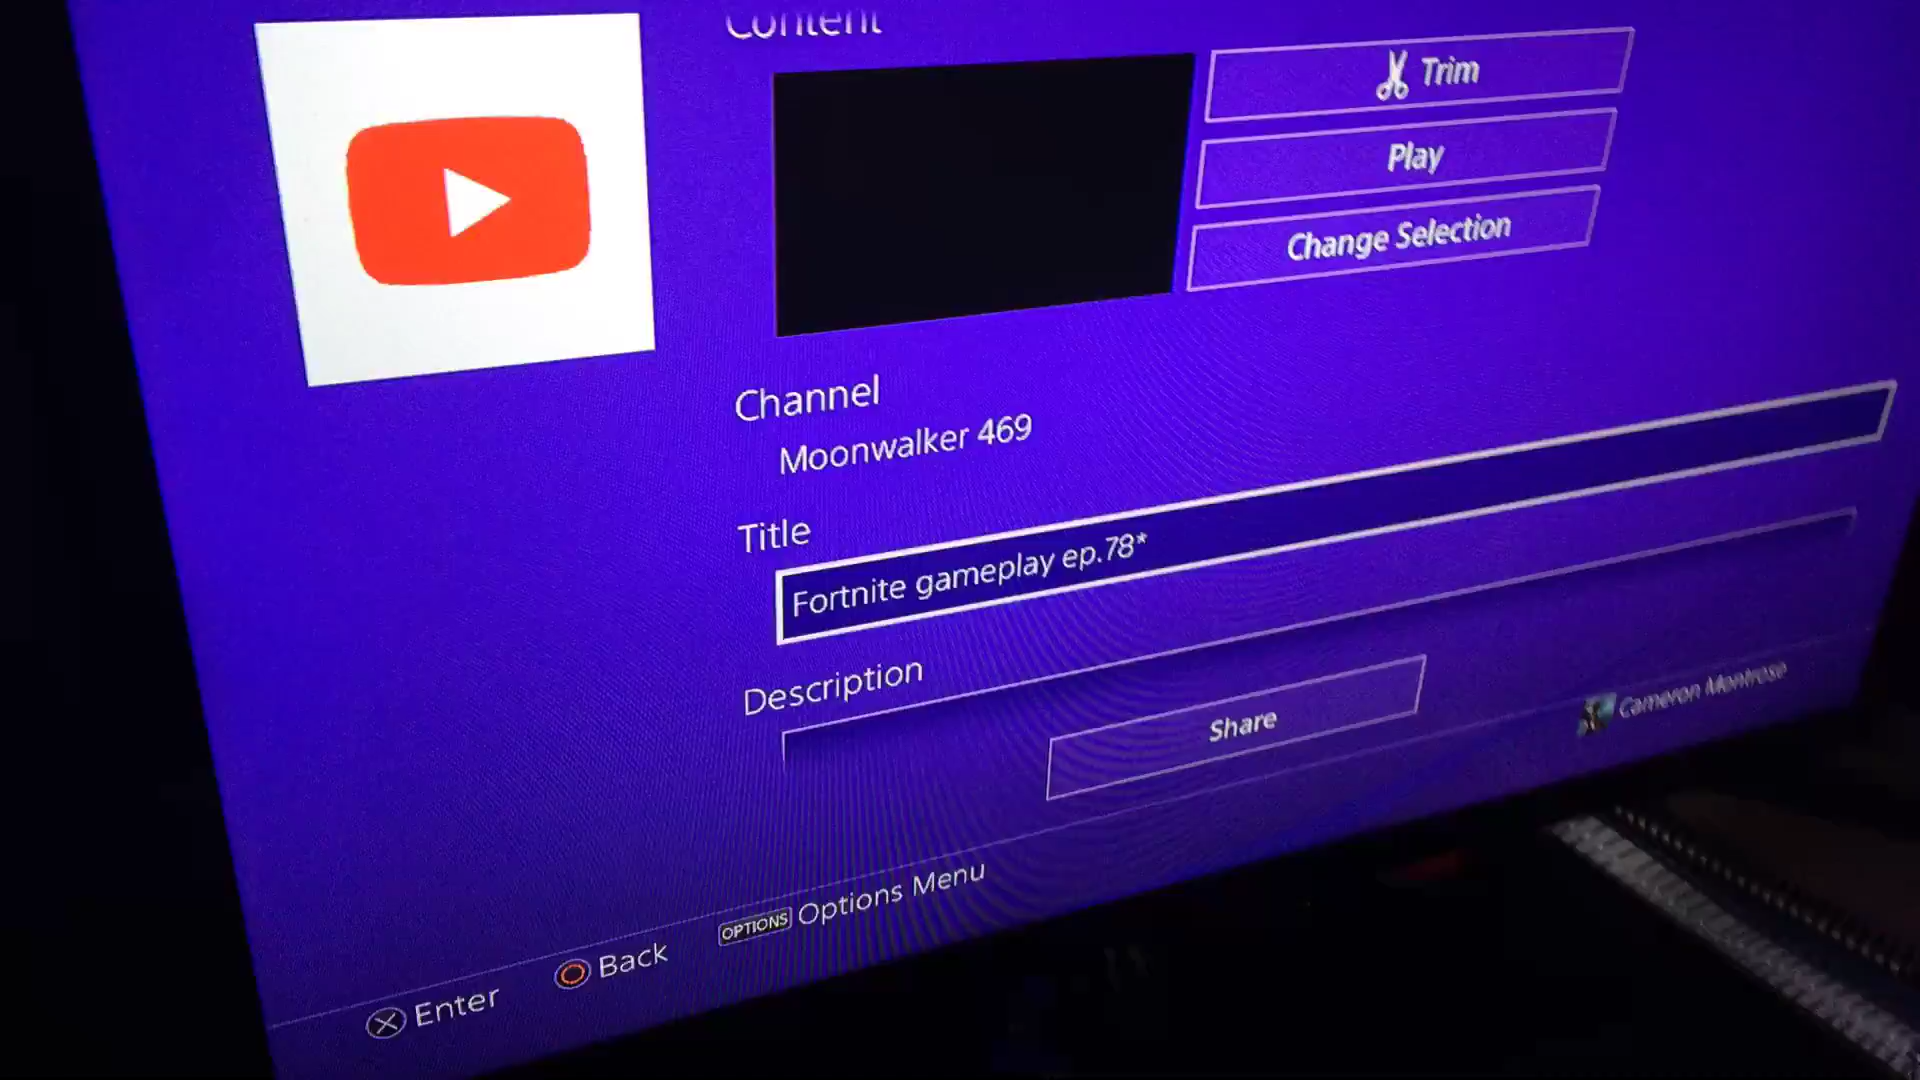 Content
Trim
Play
Change Selection
Channel
Moonwalker 469
Title
Fortnite gameplay ep.78*
Description
Share
Cameron Montrose
OPTIONS Options Menu
Back
Enter